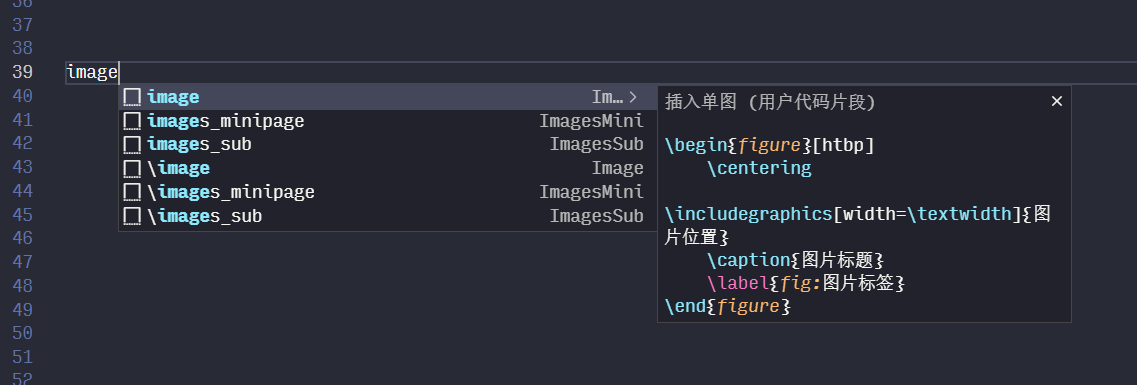 36
37
38
39 image
40 image Im… >
41 images_minipage ImagesMini
42 images_sub ImagesSub
43 \image Image
44 \images_minipage ImagesMini
45 \images_sub ImagesSub
46
47
48
49
50
51
52
插入单图 (用户代码片段) ×
\begin{figure}[htbp]
\centering
\includegraphics[width=\textwidth]{图
片位置}
\caption{图片标题}
\label{fig:图片标签}
\end{figure}